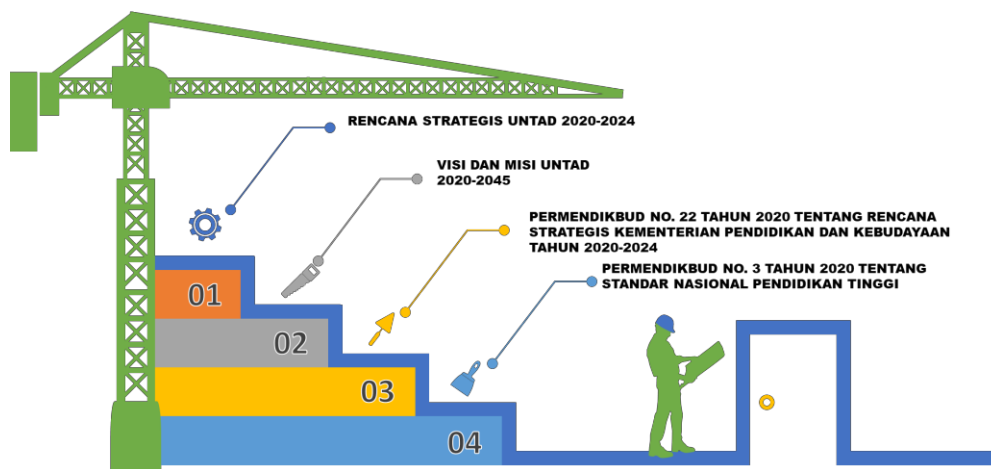 RENCANA STRATEGIS UNTAD 2020-2024
VISI DAN MISI UNTAD
2020-2045
PERMENDIKBUD NO. 22 TAHUN 2020 TENTANG RENCANA
STRATEGIS KEMENTERIAN PENDIDIKAN DAN KEBUDAYAAN
TAHUN 2020-2024
PERMENDIKBUD NO. 3 TAHUN 2020 TENTANG
STANDAR NASIONAL PENDIDIKAN TINGGI
01
02
03
04